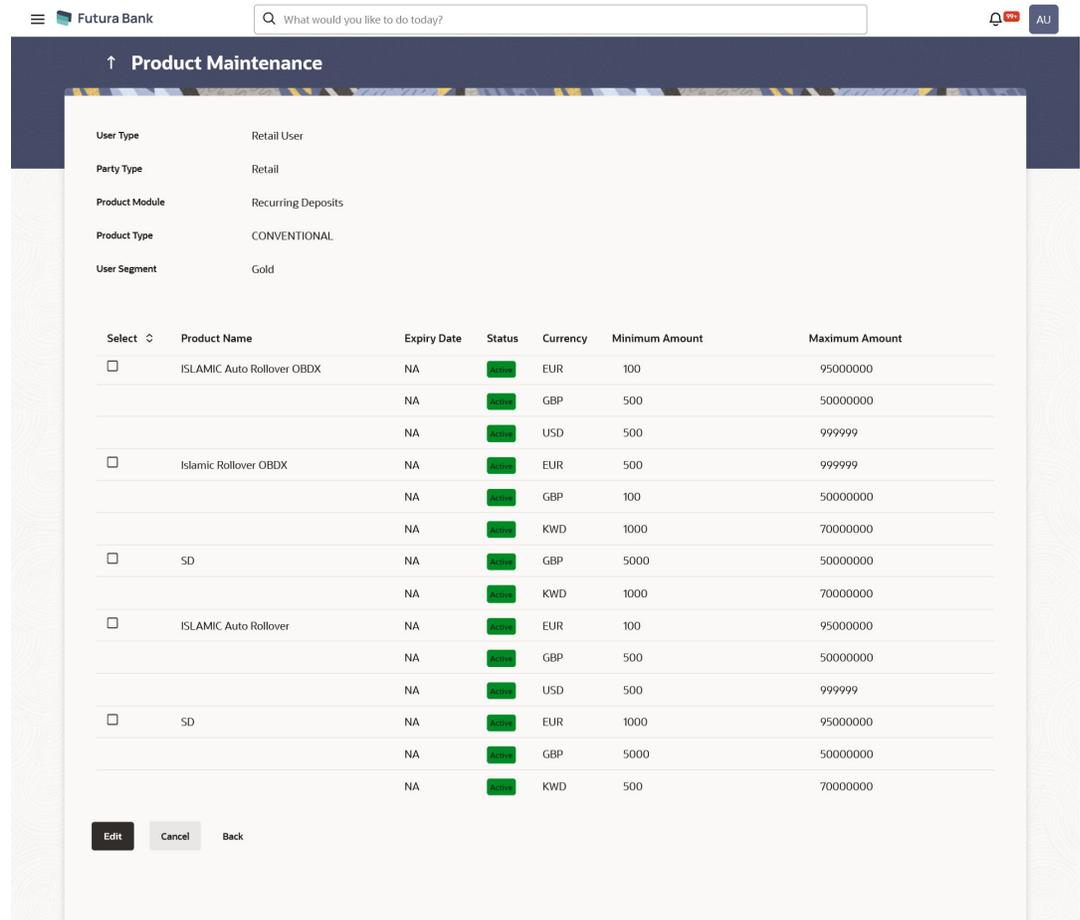 Futura Bank
What would you like to do today?
99+
AU
↑ Product Maintenance
User Type Retail User
Party Type Retail
Product Module Recurring Deposits
Product Type CONVENTIONAL
User Segment Gold
Select Product Name Expiry Date Status Currency Minimum Amount Maximum Amount
ISLAMIC Auto Rollover OBDX NA Active EUR 100 95000000
NA Active GBP 500 50000000
NA Active USD 500 999999
Islamic Rollover OBDX NA Active EUR 500 999999
NA Active GBP 100 50000000
NA Active KWD 1000 70000000
SD NA Active GBP 5000 50000000
NA Active KWD 1000 70000000
ISLAMIC Auto Rollover NA Active EUR 100 95000000
NA Active GBP 500 50000000
NA Active USD 500 999999
SD NA Active EUR 1000 95000000
NA Active GBP 5000 50000000
NA Active KWD 500 70000000
Edit Cancel Back